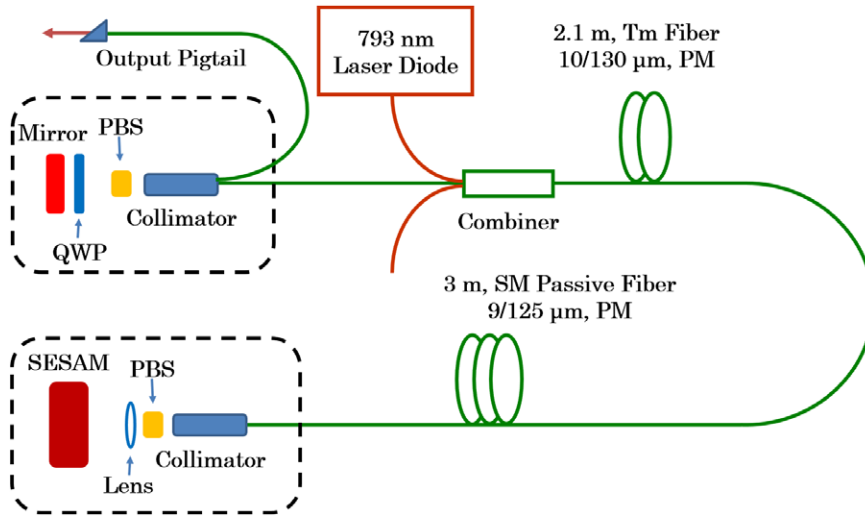 Output Pigtail
793 nm
Laser Diode
2.1 m, Tm Fiber
10/130 µm, PM
Mirror
PBS
Collimator
QWP
Combiner
3 m, SM Passive Fiber
9/125 µm, PM
SESAM
PBS
Collimator
Lens